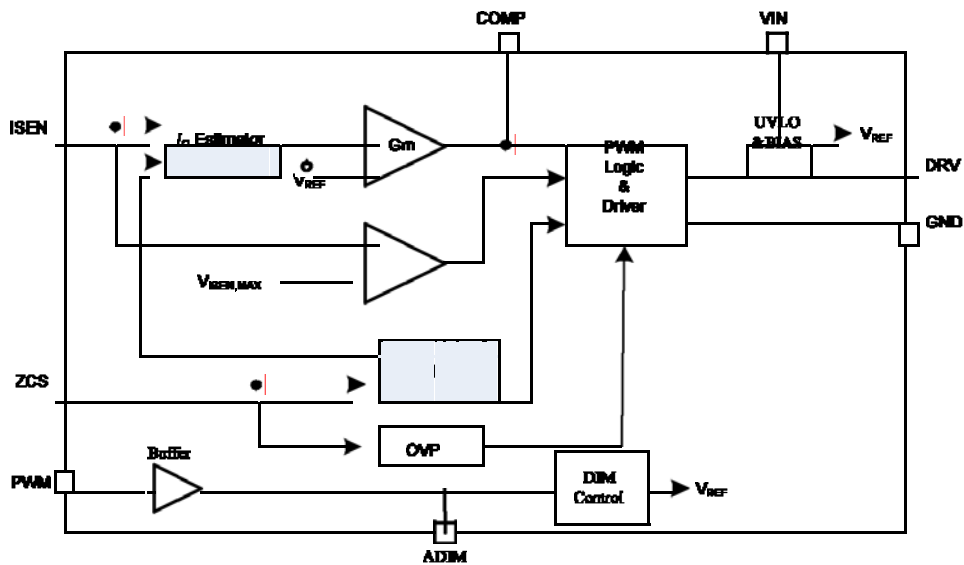 COMP
VIN
ISEN
Estimator
Gm
VREF
PWM
Logic
&
Driver
UVLO
& BIAS
VREF
DRV
GND
VISEN,MAX
ZCS
OVP
PWM
Buffer
DIM
Control
VREF
ADIM